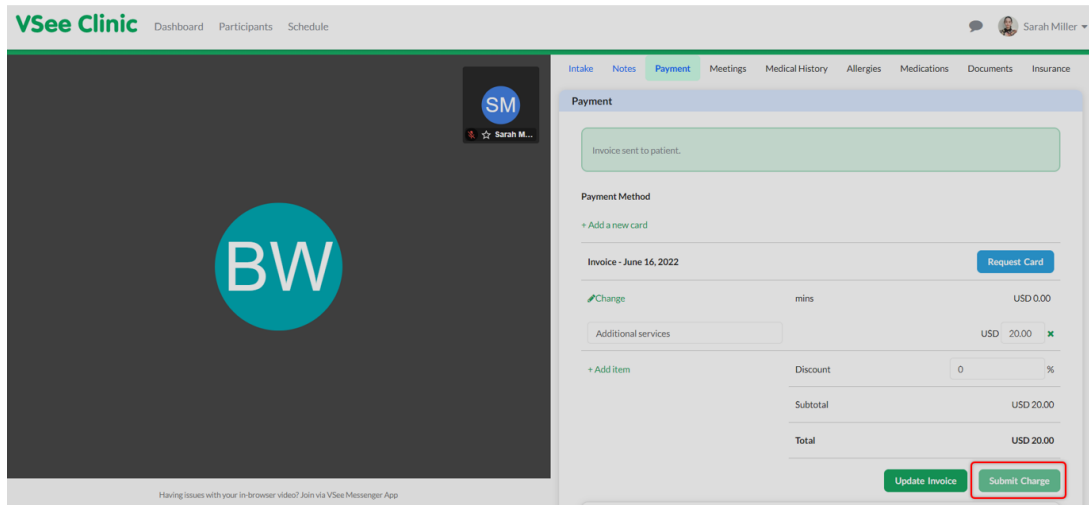 VSee Clinic Dashboard Participants Schedule Sarah Miller
SM
Sarah M...
BW
Having issues with your in-browser video? Join via VSee Messenger App
Intake Notes Payment Meetings Medical History Allergies Medications Documents Insurance
Payment
Invoice sent to patient.
Payment Method
+ Add a new card
Invoice - June 16, 2022 Request Card
Change mins USD 0.00
Additional services USD 20.00
+ Add item Discount 0 %
Subtotal USD 20.00
Total USD 20.00
Update Invoice Submit Charge